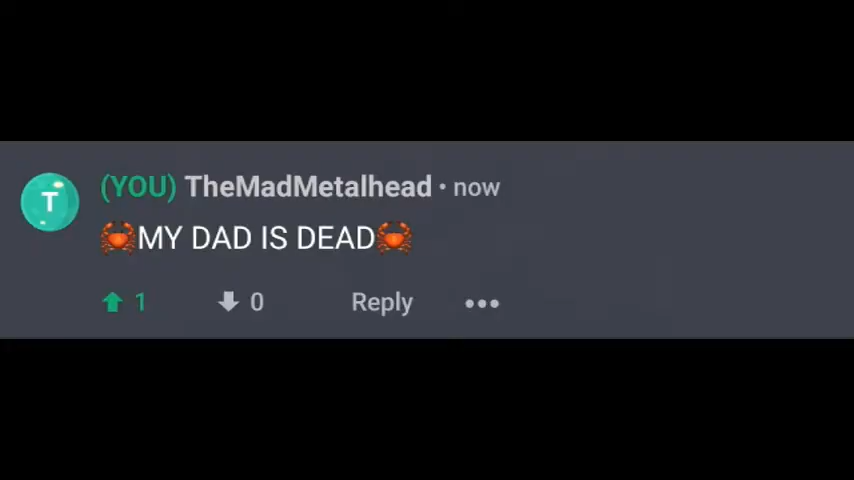 T
(YOU) TheMadMetalhead • now
🦀MY DAD IS DEAD🦀
1 0 Reply •••